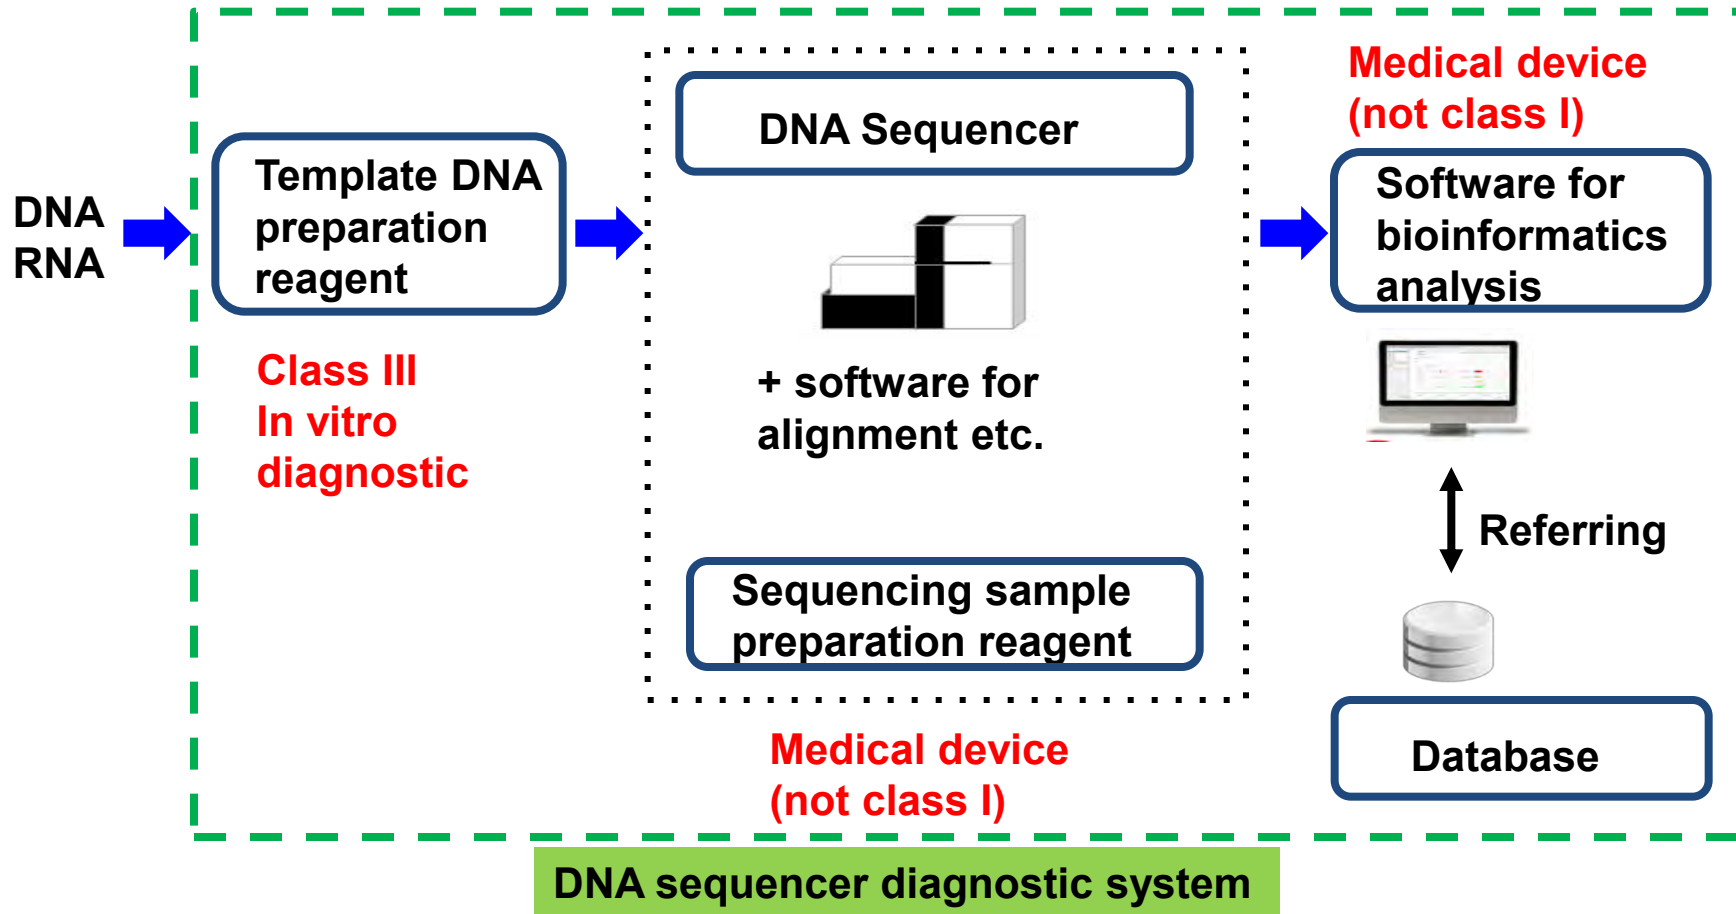 DNA
RNA
Template DNA
preparation
reagent
Class III
In vitro
diagnostic
DNA Sequencer
+ software for
alignment etc.
Sequencing sample
preparation reagent
Medical device
(not class I)
Medical device
(not class I)
Software for
bioinformatics
analysis
Referring
Database
DNA sequencer diagnostic system